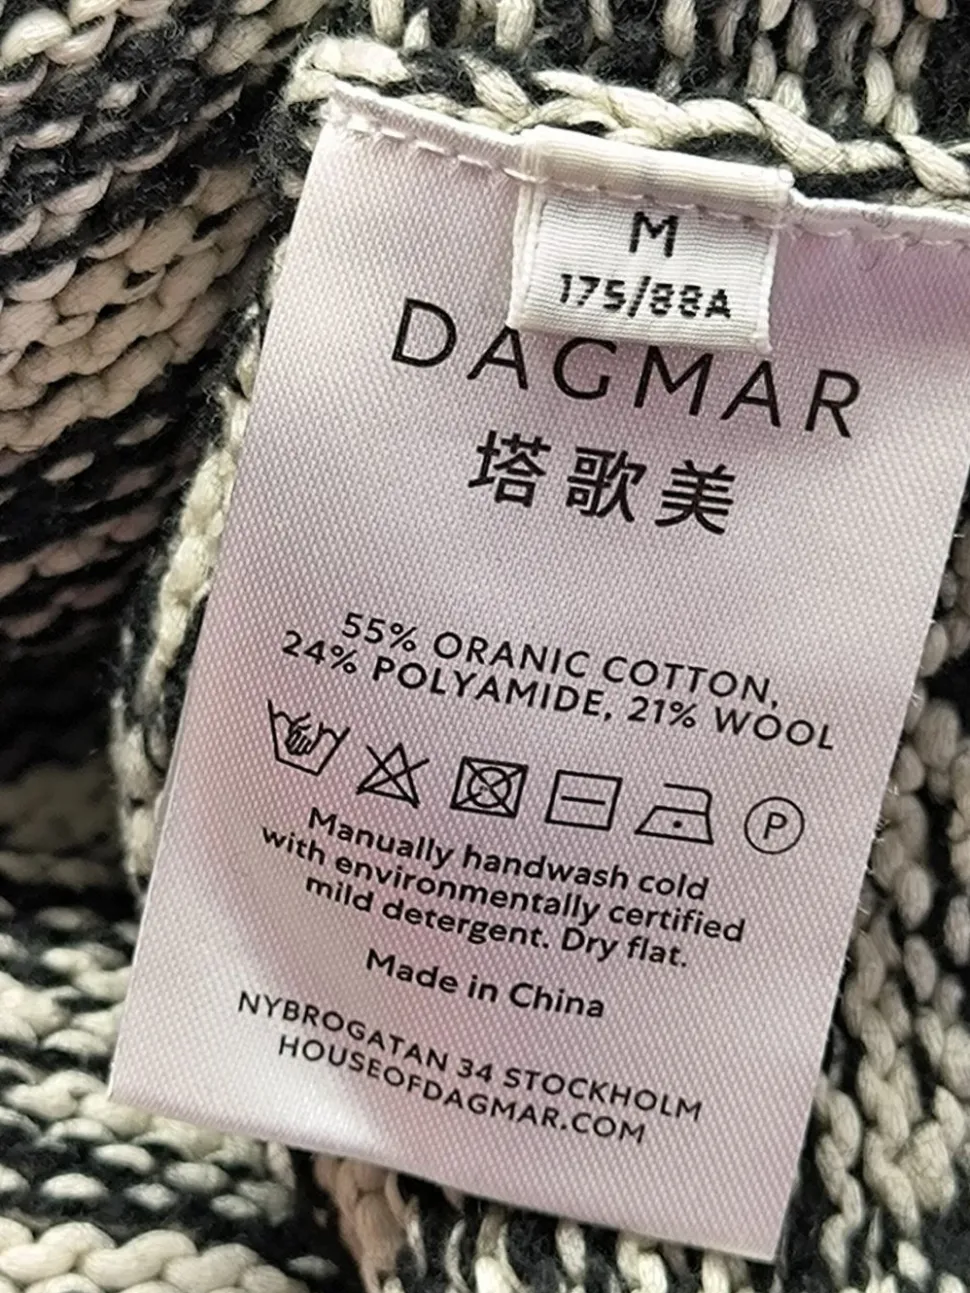 M
175/88A
DAGMAR
塔歌美
55% ORANIC COTTON,
24% POLYAMIDE, 21% WOOL
P
Manually handwash cold
with environmentally certified
mild detergent. Dry flat.
Made in China
NYBROGATAN 34 STOCKHOLM
HOUSEOFDAGMAR.COM